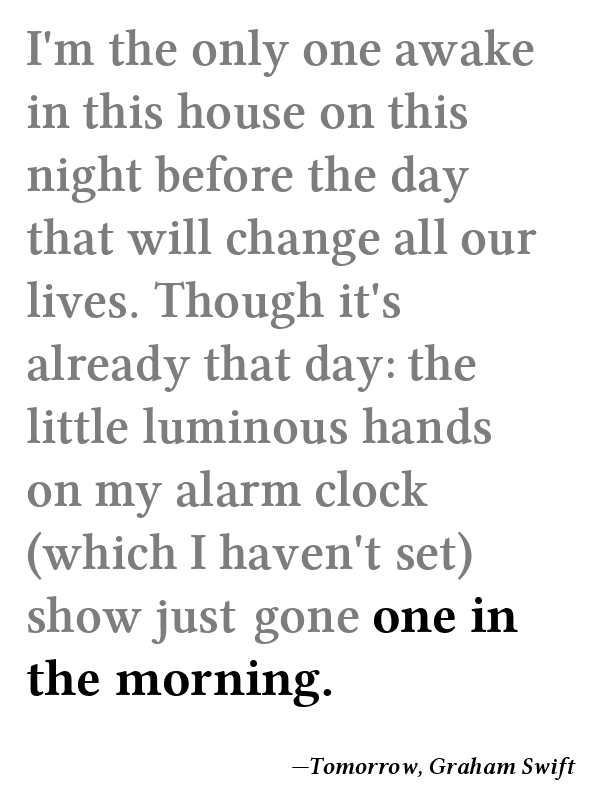 I'm the only one awake
in this house on this
night before the day
that will change all our
lives. Though it's
already that day: the
little luminous hands
on my alarm clock
(which I haven't set)
show just gone one in
the morning.
—Tomorrow, Graham Swift